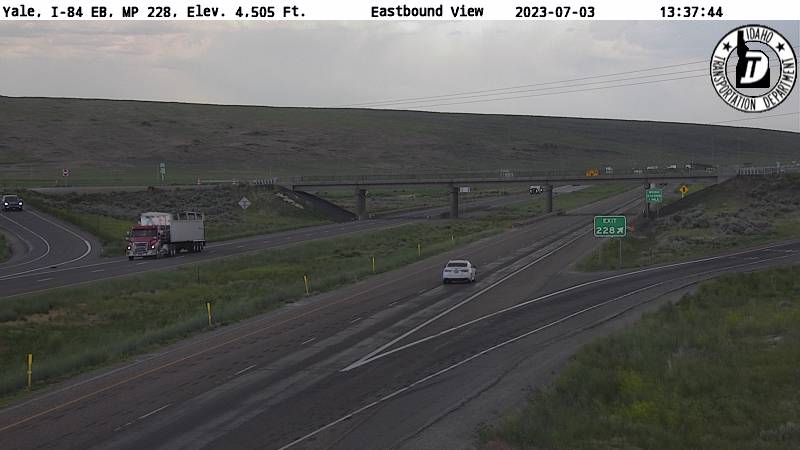 Yale, I-84 EB, MP 228, Elev. 4,505 Ft. Eastbound View 2023-07-03 13:37:44
IDAHO
TRANSPORTATION DEPARTMENT
EXIT
228